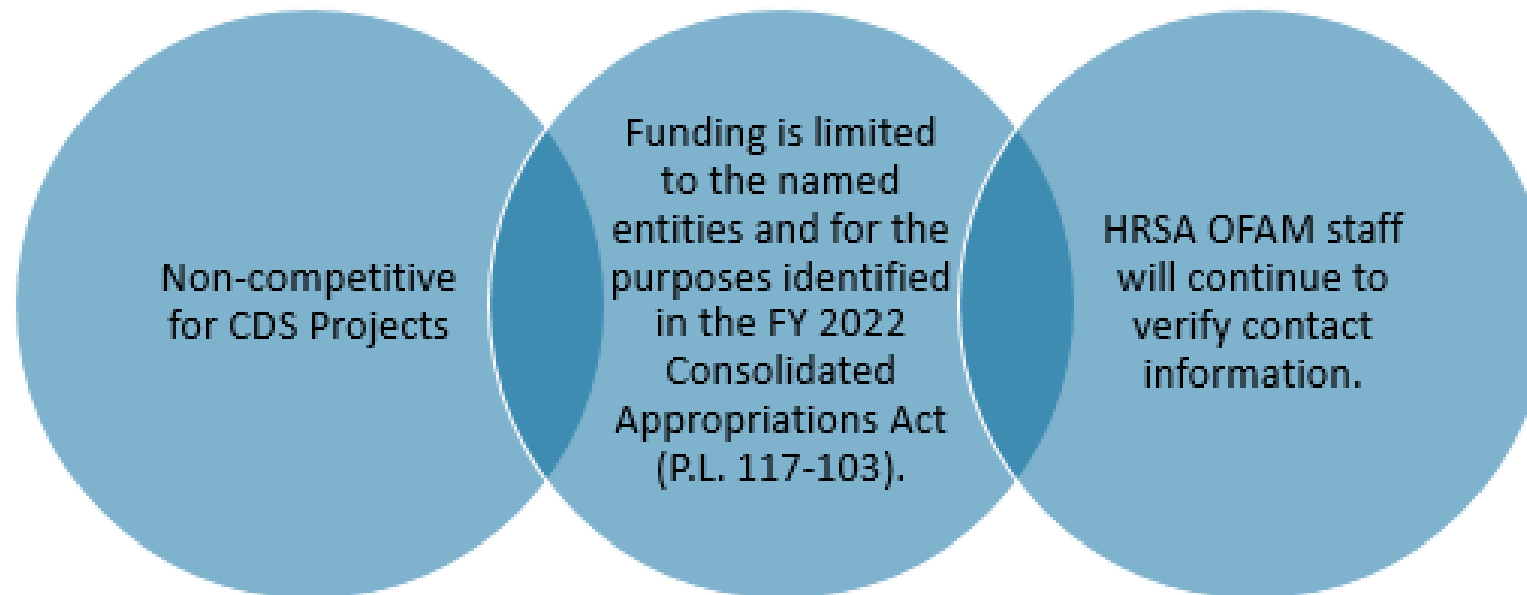 Non-competitive
for CDS Projects
Funding is limited
to the named
entities and for the
purposes identified
in the FY 2022
Consolidated
Appropriations Act
(P.L. 117-103).
HRSA OFAM staff
will continue to
verify contact
information.